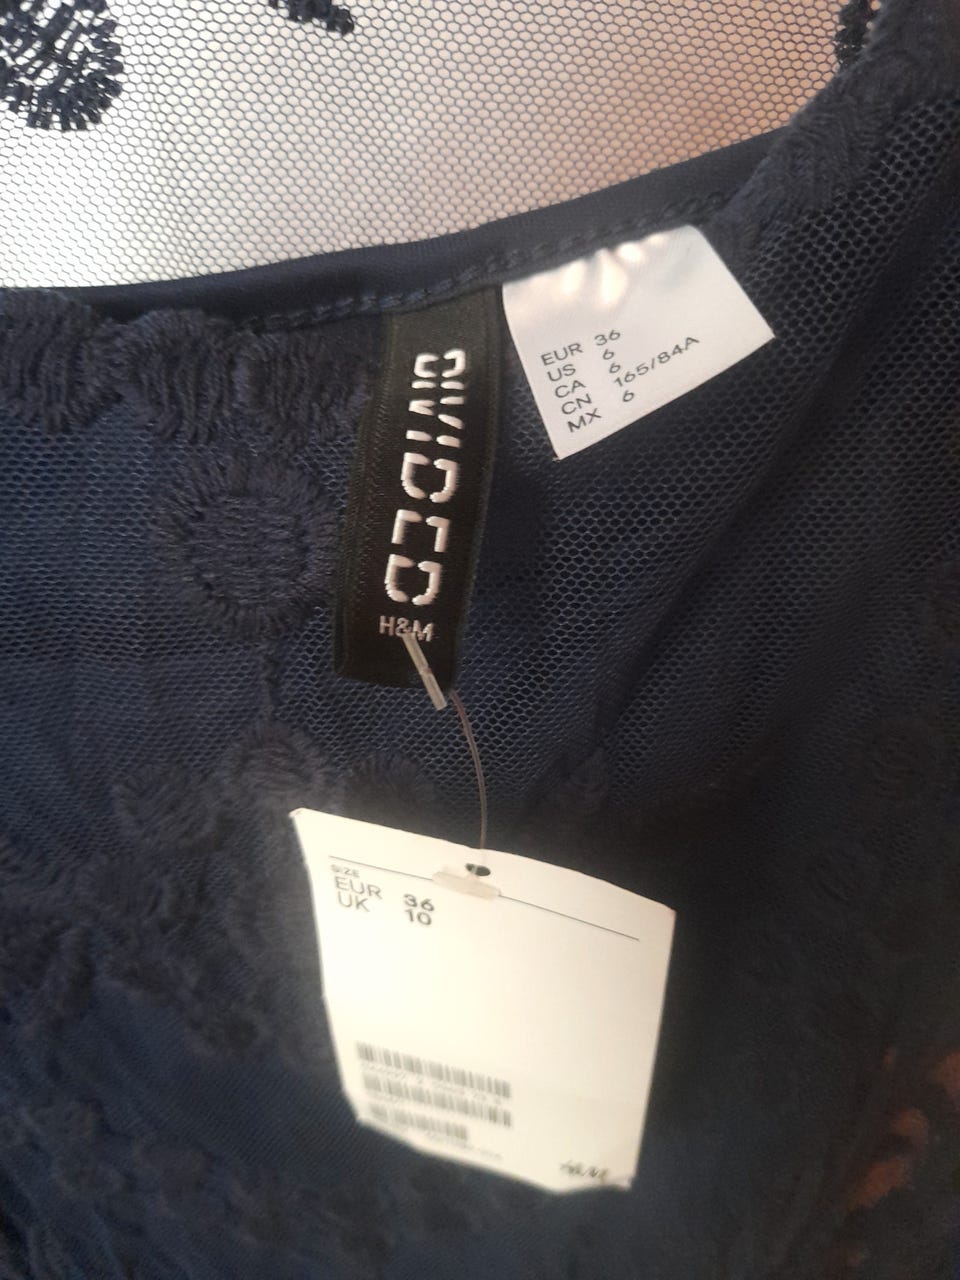 DIVIDED
H&M
EUR 36
US 6
CA 6
CN 165/84A
MX 6
SIZE
EUR 36
UK 10